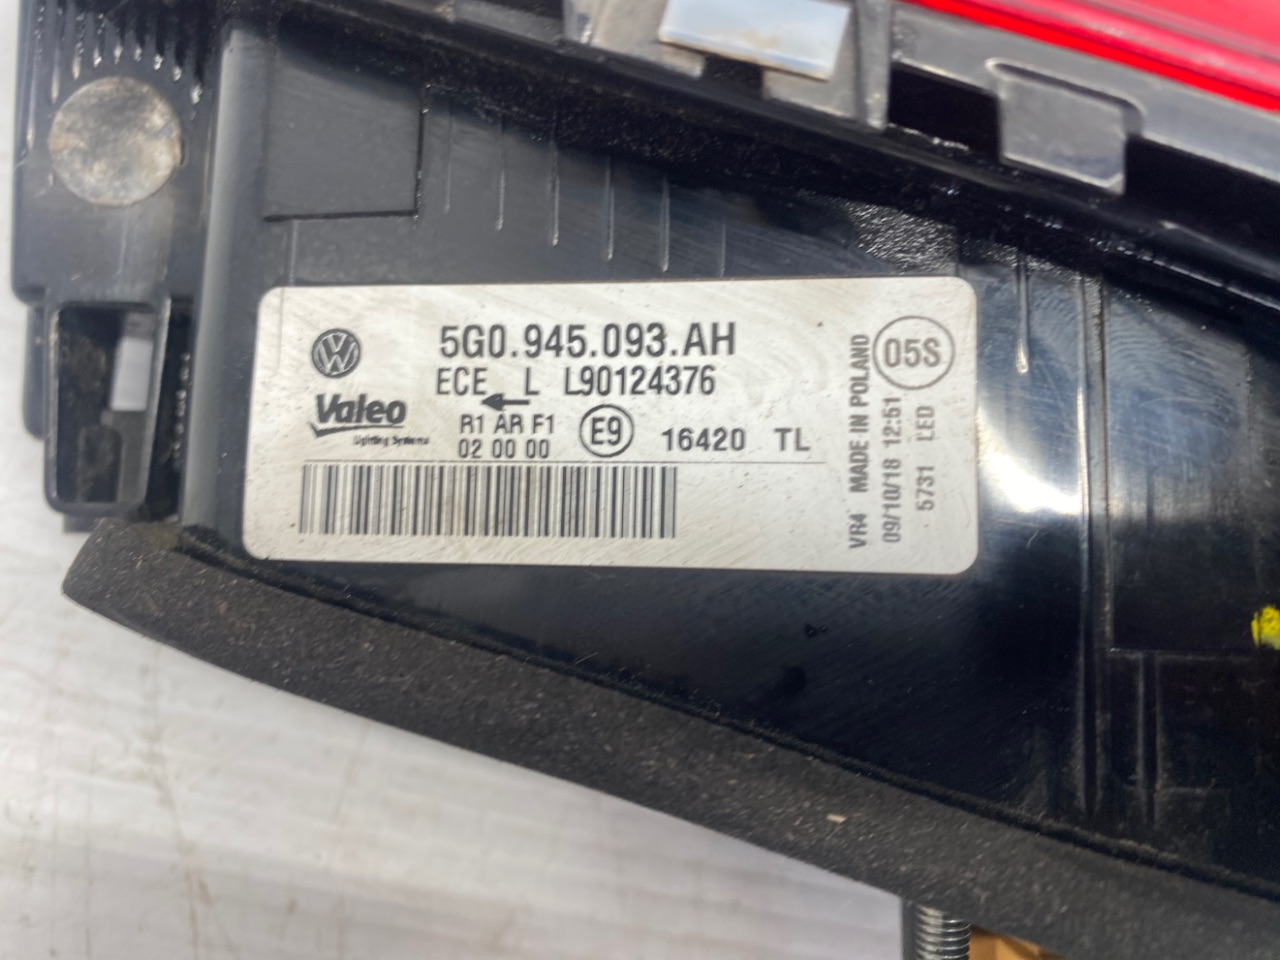 5G0.945.093.AH
ECE L L90124376
Valeo
Lighting Systems
R1 AR F1
02 00 00
E9
16420 TL
VR4 MADE IN POLAND
09/10/18 12:51
5731 LED
05S